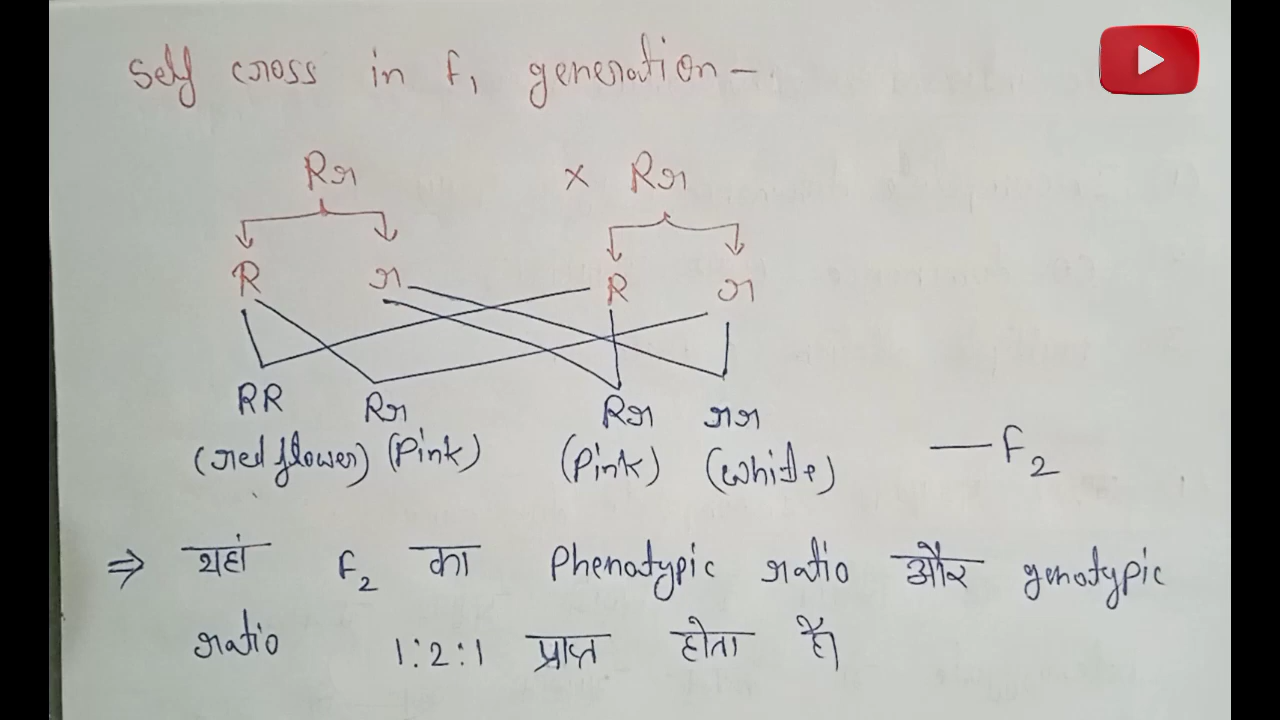 Self cross in F₁ generation –
Rr × Rr
R r R r
RR Rr Rr rr
(red flower) (Pink) (Pink) (White) — F₂
⇒ यहां F₂ का Phenotypic ratio और genotypic
ratio 1:2:1 प्राप्त होता है।